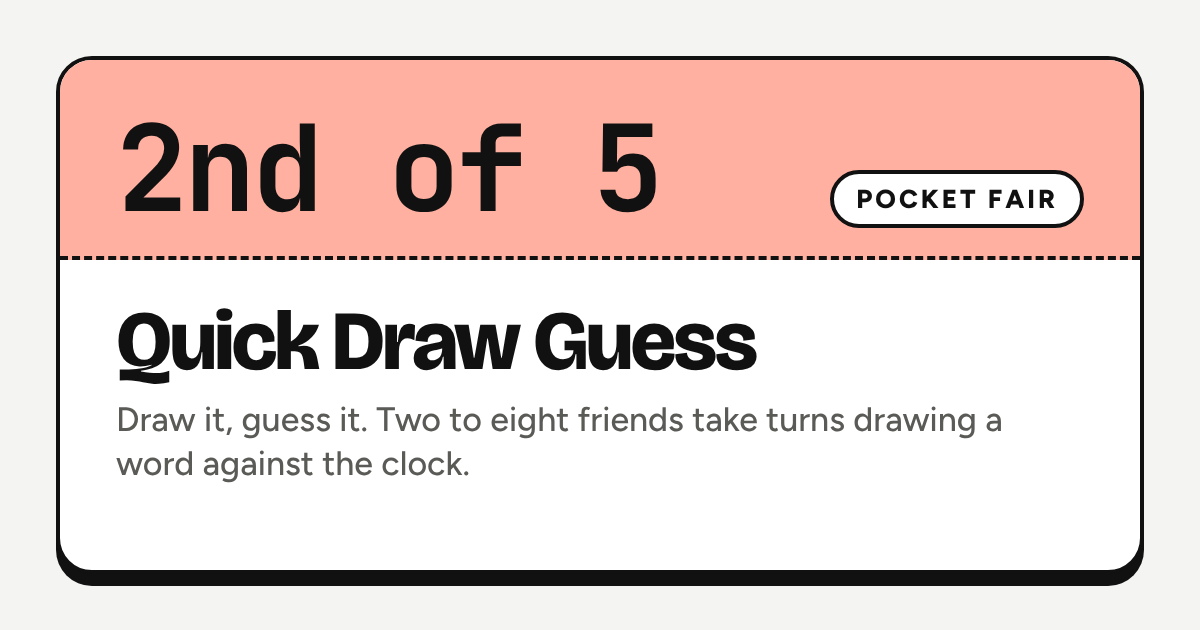 2nd of 5
POCKET FAIR
Quick Draw Guess
Draw it, guess it. Two to eight friends take turns drawing a
word against the clock.